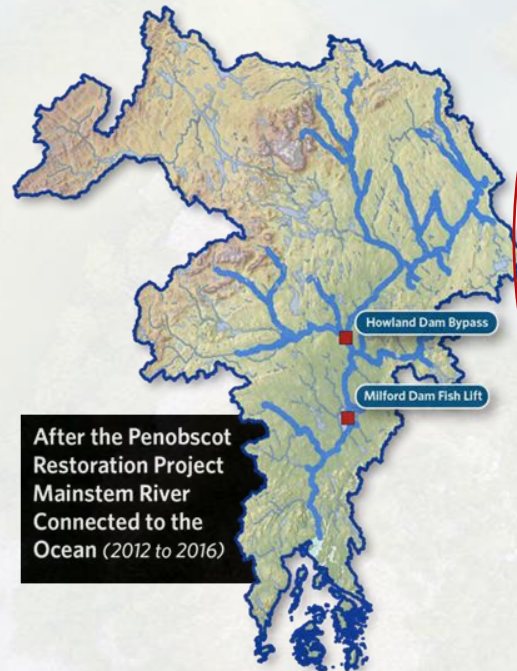 Howland Dam Bypass
Milford Dam Fish Lift
After the Penobscot
Restoration Project
Mainstem River
Connected to the
Ocean (2012 to 2016)